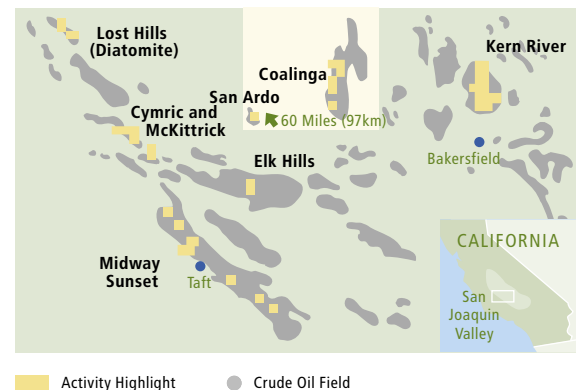 Lost Hills
(Diatomite)
Kern River
Coalinga
San Ardo
60 Miles (97km)
Cymric and
McKittrick
Bakersfield
Elk Hills
Midway
Sunset
Taft
CALIFORNIA
San
Joaquin
Valley
Activity Highlight
Crude Oil Field